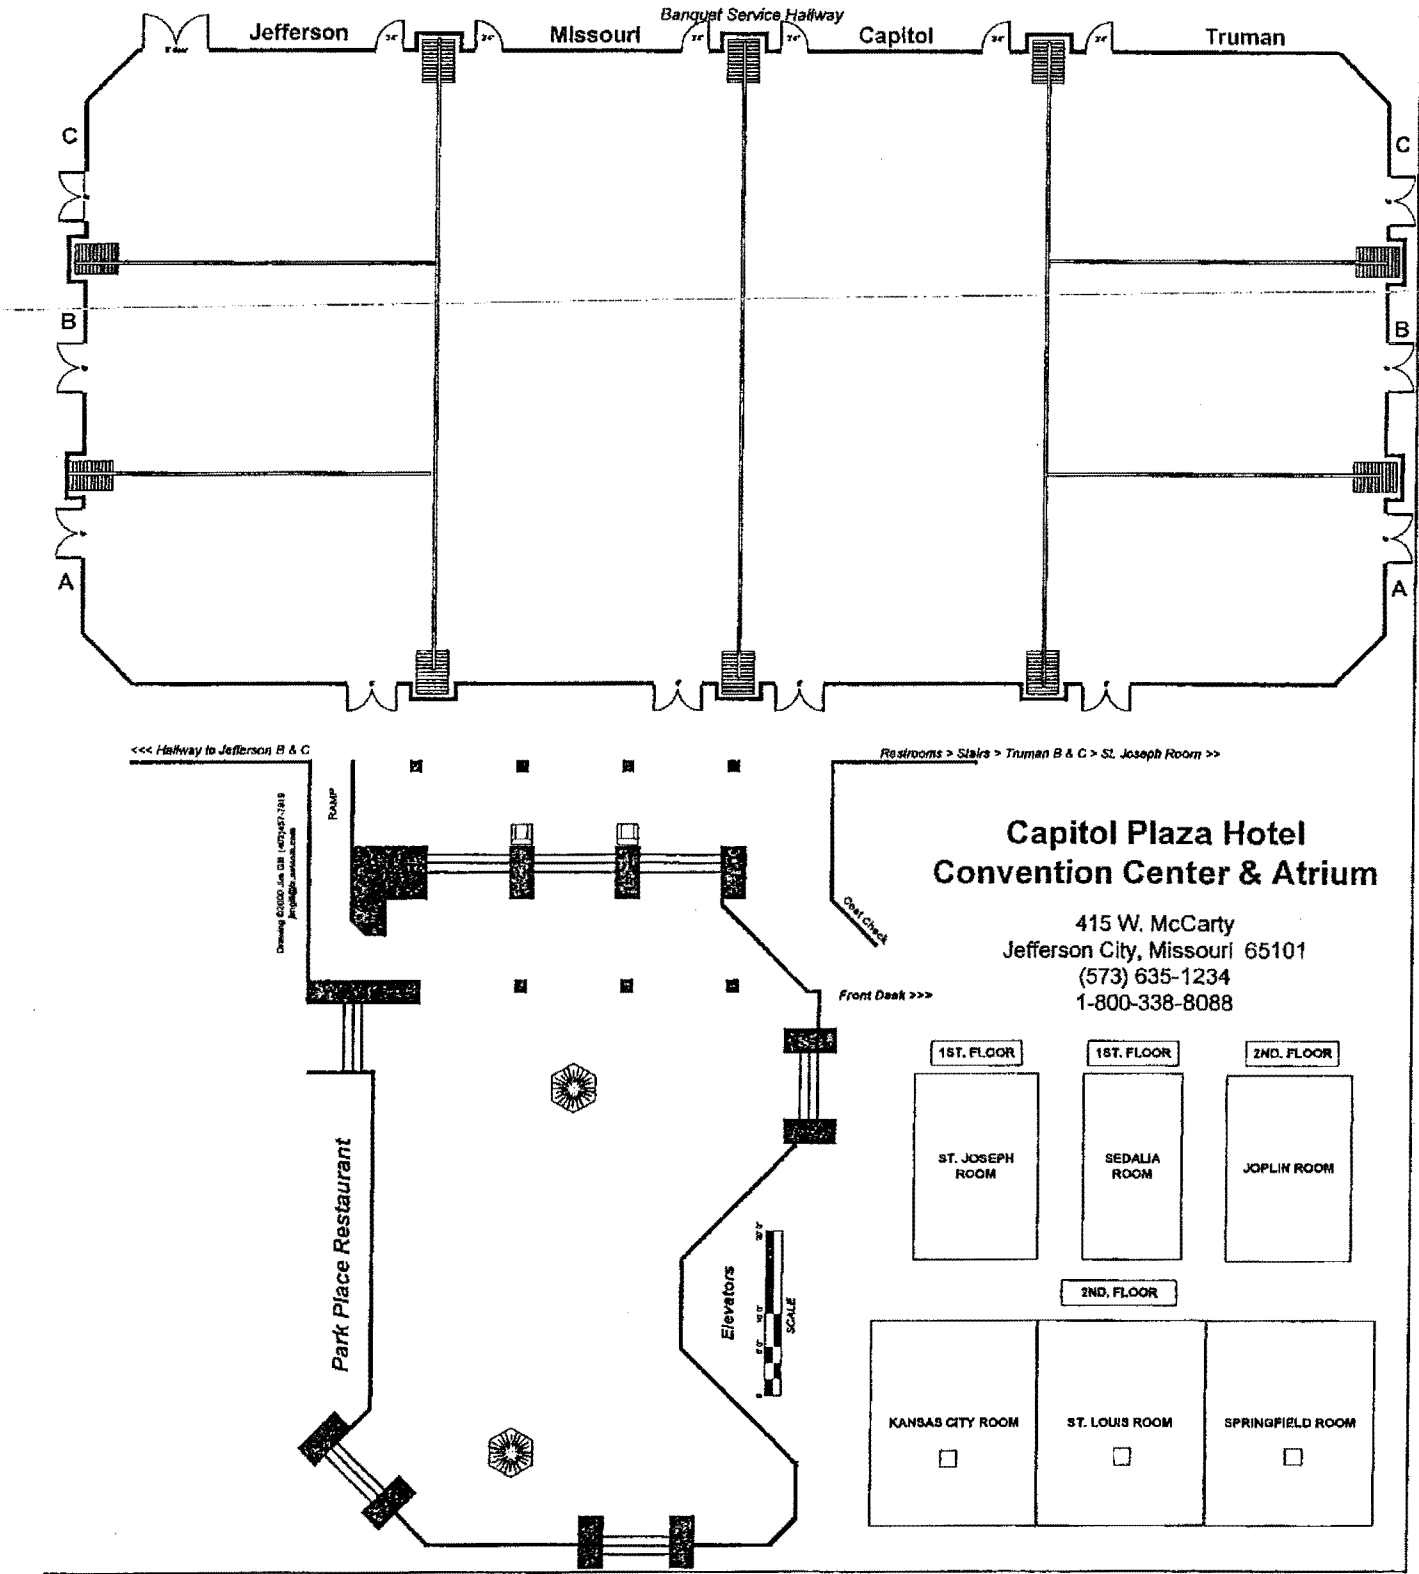 Banquet Service Hallway
Jefferson
Missouri
Capitol
Truman
C
C
B
B
A
A
<<< Hallway to Jefferson B & C
Restrooms > Stairs > Truman B & C > St. Joseph Room >>
RAMP
Capitol Plaza Hotel
Convention Center & Atrium
415 W. McCarty
Jefferson City, Missouri 65101
(573) 635-1234
1-800-338-8088
Coat Check
Front Desk >>>
1ST. FLOOR
1ST. FLOOR
2ND. FLOOR
ST. JOSEPH
ROOM
SEDALIA
ROOM
JOPLIN ROOM
Park Place Restaurant
Elevators
SCALE
2ND. FLOOR
KANSAS CITY ROOM
ST. LOUIS ROOM
SPRINGFIELD ROOM